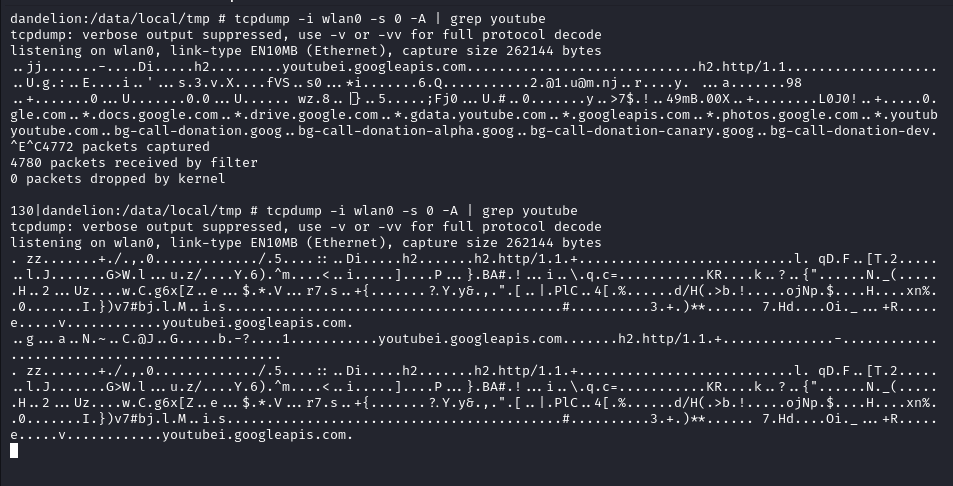 dandelion:/data/local/tmp # tcpdump -i wlan0 -s 0 -A | grep youtube
tcpdump: verbose output suppressed, use -v or -vv for full protocol decode
listening on wlan0, link-type EN10MB (Ethernet), capture size 262144 bytes
..jj.......-....Di.....h2.........youtubei.googleapis.com...................................h2.http/1.1...................
..U.g.:..E....i..'...s.3.v.X....fVS..s0...*i.......6.Q...........2.@1.u@m.nj..r....y. ...a.......98
..+.......0...U.......0.0...U...... wz.8..}..5.....;Fj0...U.#..0........y..>7$.!..49mB.00X..+.......L0J0!..+....0.
gle.com..*.docs.google.com..*.drive.google.com..*.gdata.youtube.com..*.googleapis.com..*.photos.google.com..*.youtub
youtube.com..bg-call-donation.goog..bg-call-donation-alpha.goog..bg-call-donation-canary.goog..bg-call-donation-dev.
^E^C4772 packets captured
4780 packets received by filter
0 packets dropped by kernel
130|dandelion:/data/local/tmp # tcpdump -i wlan0 -s 0 -A | grep youtube
tcpdump: verbose output suppressed, use -v or -vv for full protocol decode
listening on wlan0, link-type EN10MB (Ethernet), capture size 262144 bytes
. zz.......+./.,.0............../.5....::..Di.....h2.http/1.1.+................................l. qD.F..[T.2.....
..l.J.......G>W.l...u.z/....Y.6).^m....<..i.....]....P...}.BA#.!...i..\.q.c=............KR....k..?..{"......N._(....
.H..2...Uz....w.C.g6x[Z..e...$.*.V...r7.s..+{.......?.Y.y&.,.".[..|.PlC..4[.%......d/H(.>b.!.....ojNp.$....H....xn%.
.0.......I.})v7#bj.l.M..i.s...........................................#...........3.+.)** ... 7.Hd....Oi._...+R.....
e.....v............youtubei.googleapis.com.
..g...a..N.~..C.@J..G.....b.-?....1...........youtubei.googleapis.com.......h2.http/1.1.+...............-............
..................................
. zz.......+./.,.0............../.5....::..Di.....h2.http/1.1.+................................l. qD.F..[T.2.....
..l.J.......G>W.l...u.z/....Y.6).^m....<..i.....]....P...}.BA#.!...i..\.q.c=............KR....k..?..{"......N._(....
.H..2...Uz....w.C.g6x[Z..e...$.*.V...r7.s..+{.......?.Y.y&.,.".[..|.PlC..4[.%......d/H(.>b.!.....ojNp.$....H....xn%.
.0.......I.})v7#bj.l.M..i.s...........................................#...........3.+.)** ... 7.Hd....Oi._...+R.....
e.....v............youtubei.googleapis.com.